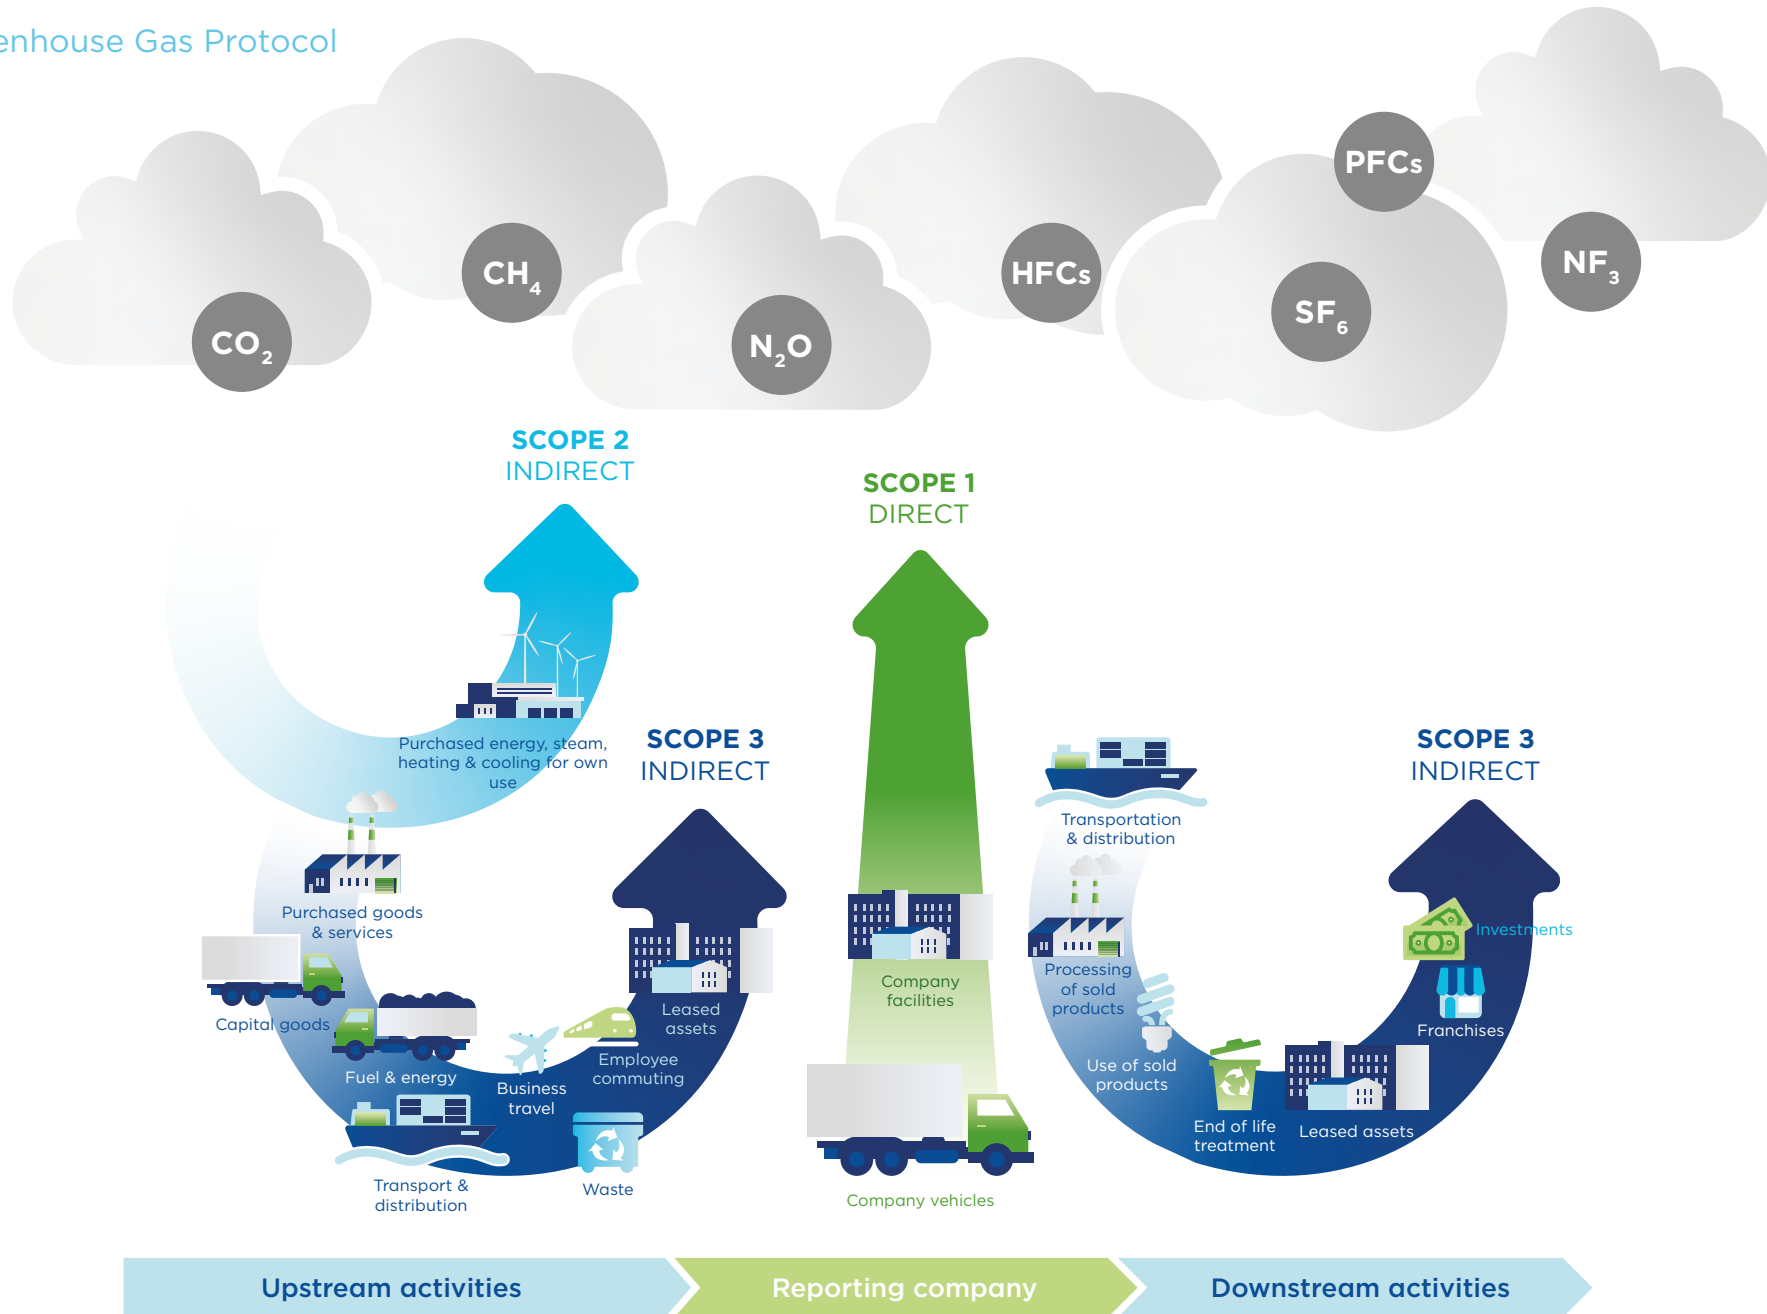 enhouse Gas Protocol
CO₂
CH₄
N₂O
HFCs
SF₆
PFCs
NF₃
SCOPE 2
INDIRECT
Purchased energy, steam,
heating & cooling for own
use
SCOPE 3
INDIRECT
Purchased goods
& services
Capital goods
Fuel & energy
Transport &
distribution
Business
travel
Waste
Employee
commuting
Leased
assets
SCOPE 1
DIRECT
Company
facilities
Company vehicles
SCOPE 3
INDIRECT
Transportation
& distribution
Processing
of sold
products
Use of sold
products
End of life
treatment
Leased assets
Franchises
Investments
Upstream activities
Reporting company
Downstream activities